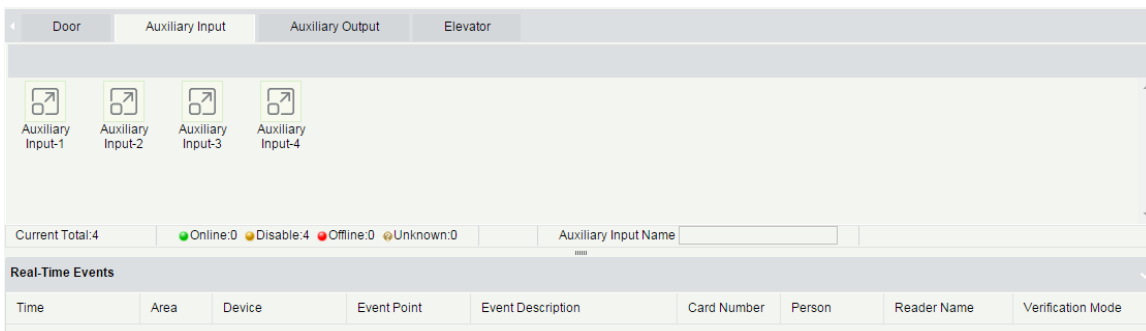 Door Auxiliary Input Auxiliary Output Elevator
Auxiliary Input-1 Auxiliary Input-2 Auxiliary Input-3 Auxiliary Input-4
Current Total:4 Online:0 Disable:4 Offline:0 Unknown:0 Auxiliary Input Name
Real-Time Events
Time Area Device Event Point Event Description Card Number Person Reader Name Verification Mode